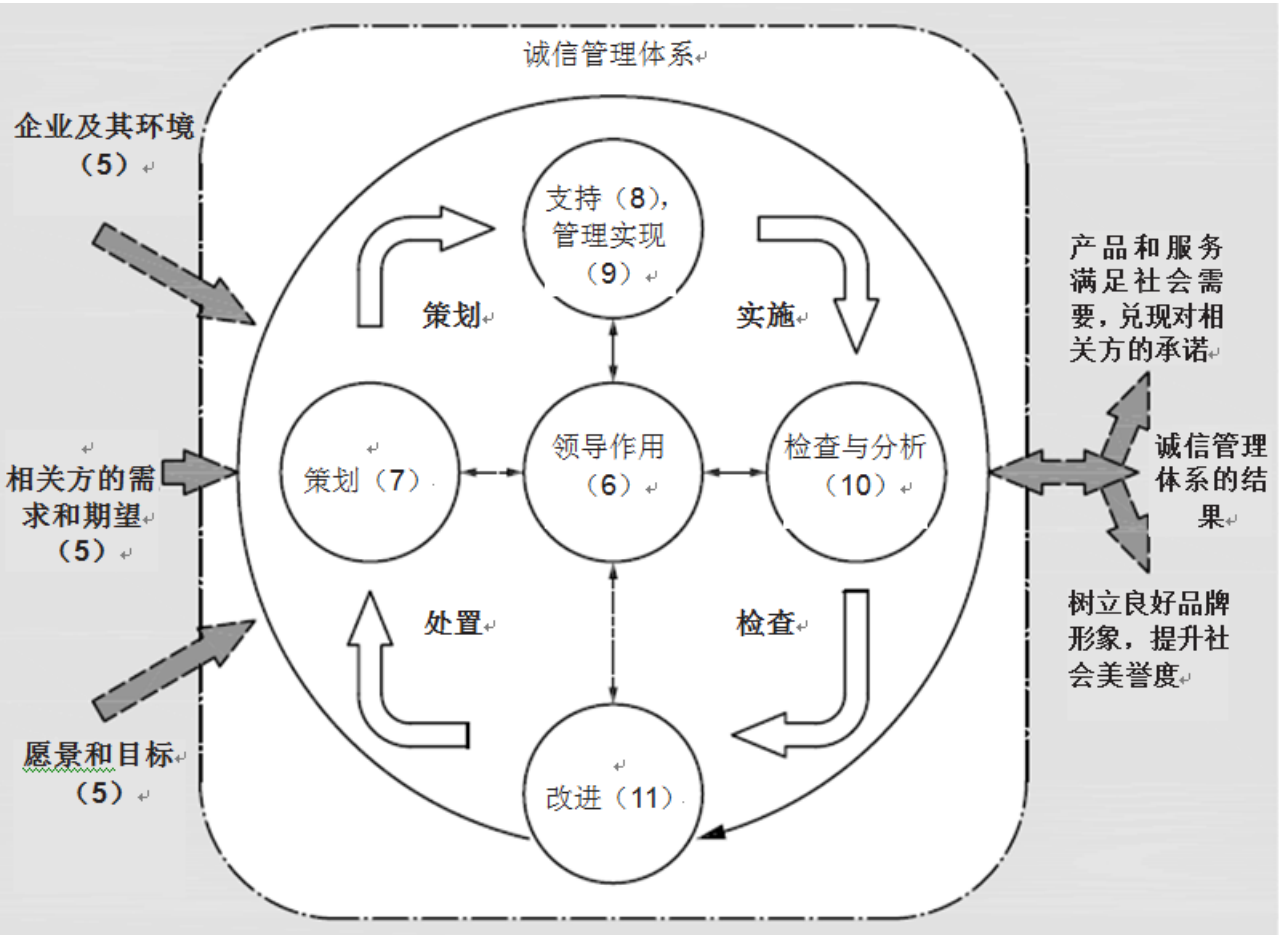 诚信管理体系
企业及其环境
（5）
支持（8），
管理实现
（9）
策划
实施
产品和服务
满足社会需
要，兑现对相
关方的承诺
相关方的需
求和期望
（5）
策划（7）
领导作用
（6）
检查与分析
（10）
诚信管理
体系的结
果
处置
检查
树立良好品牌
形象，提升社
会美誉度
愿景和目标
（5）
改进（11）